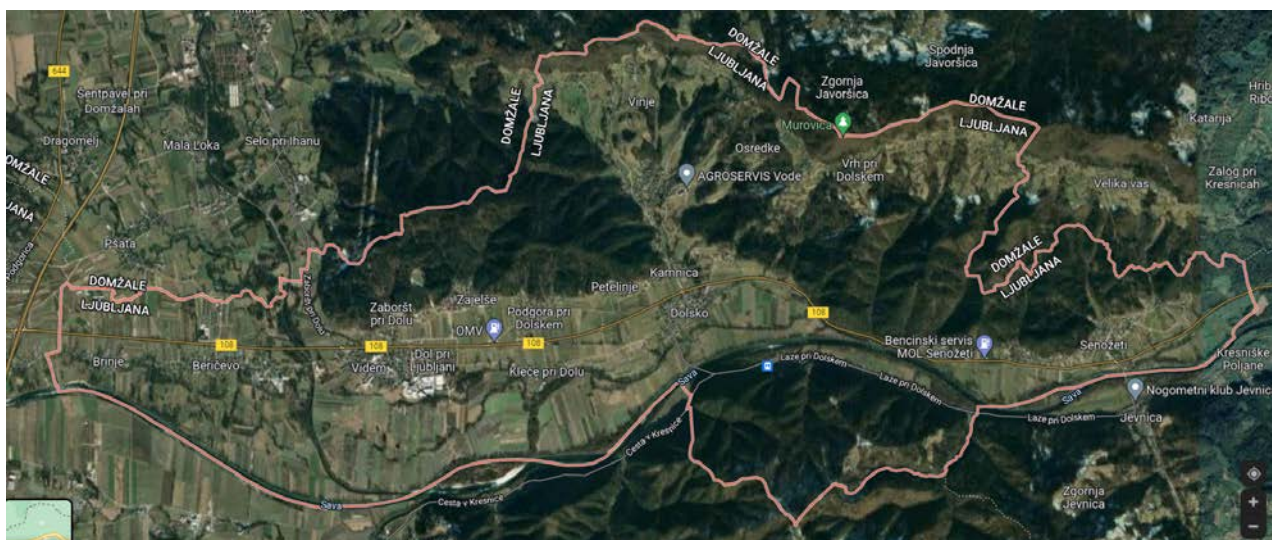 644
Šentpavel pri
Domžalah
Dragomelj
Mala Loka
Selo pri Ihanu
DOMŽALE
LJUBLJANA
Vinje
DOMŽALE
LJUBLJANA
Spodnja
Javoršica
Zgornja
Javoršica
Murovica
DOMŽALE
LJUBLJANA
Katarija
Osredke
Vrh pri
Dolskem
AGROSERVIS Vode
Velika vas
Zalog pri
Kresnicah
Podgorica
Pšata
DOMŽALE
LJUBLJANA
DOMŽALE
LJUBLJANA
Kamnica
Petelinje
Zaboršt
pri Dolu
Zajelše
Podgora pri
Dolskem
OMV
Dolsko
108
Brinje
108
Beričevo
108
Videm
Dol pri
Ljubljani
108
Kleče pri Dolu
Bencinski servis
MOL Senožeti
Senožeti
Kresniške
Poljane
Sava
Laze pri Dolskem
Laze pri Dolskem
Laze pri Dolskem
Sava
Nogometni klub Jevnica
Jevnica
Cesta v Kresnice
Sava
Cesta v Kresnice
Zgornja
Jevnica